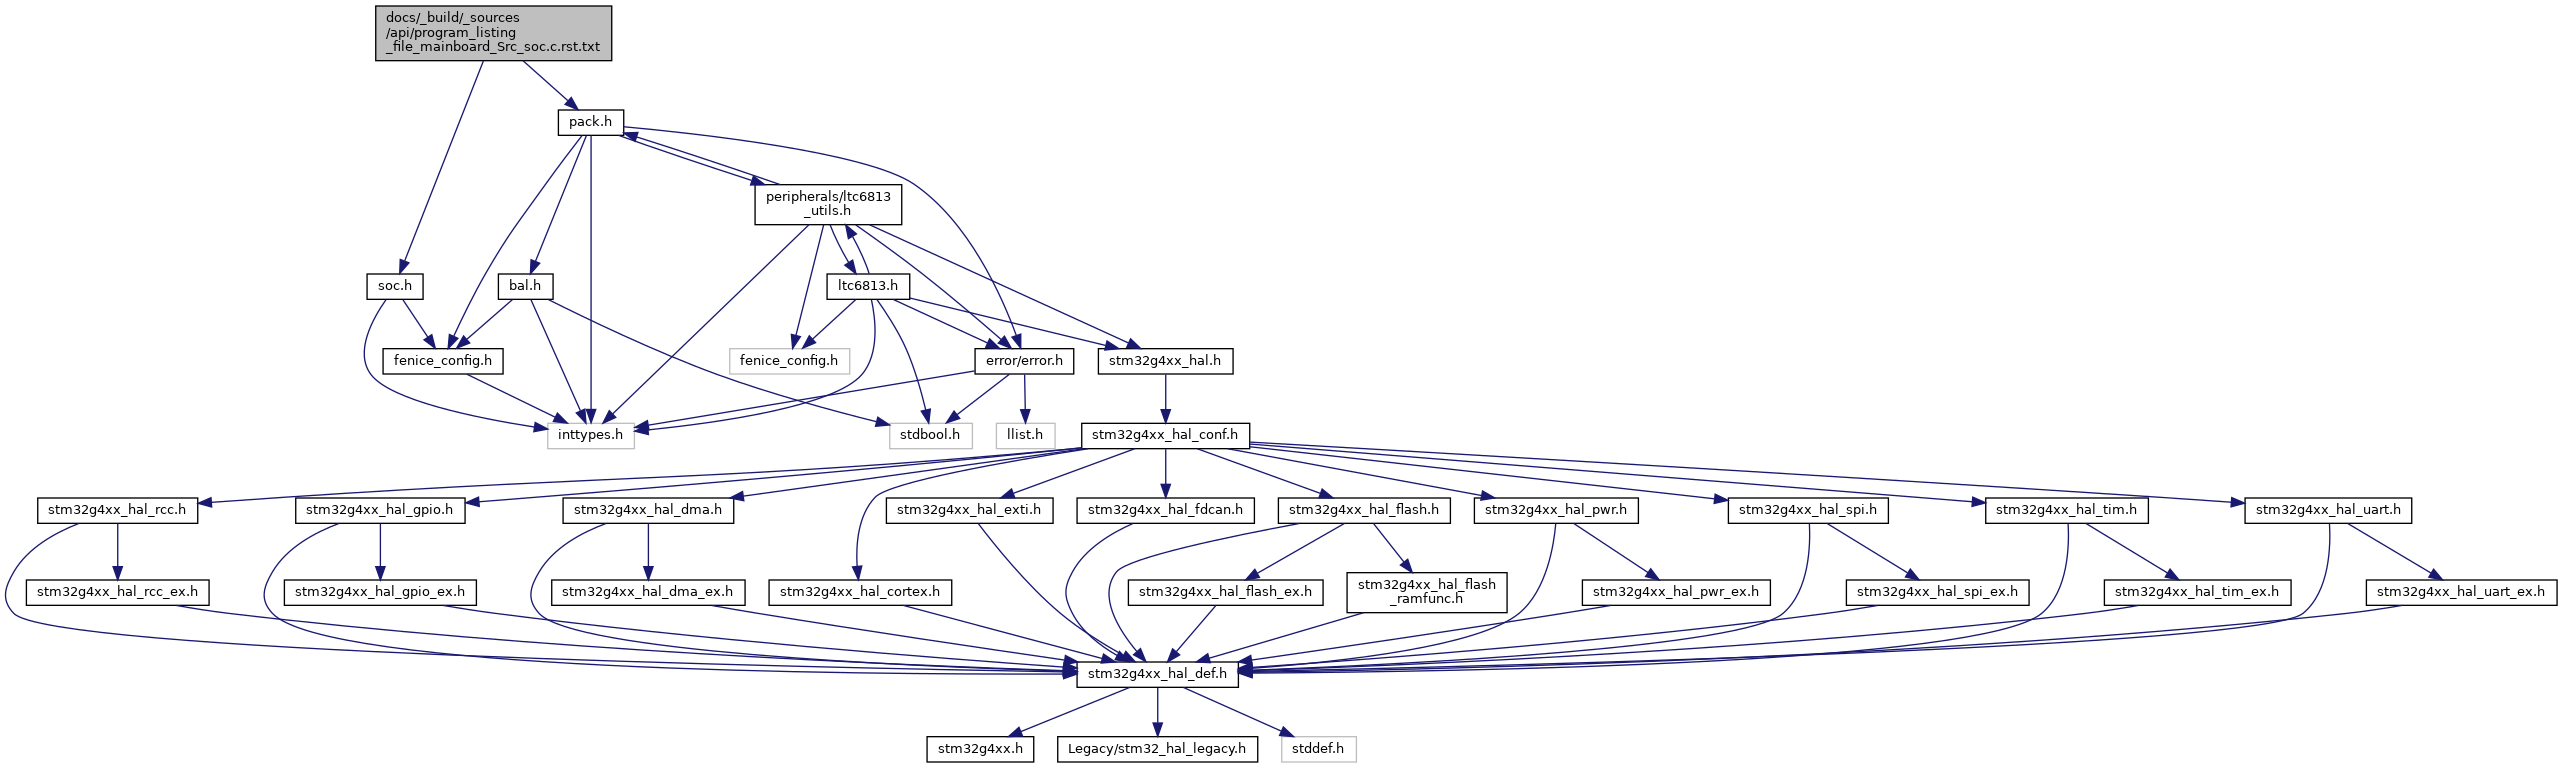 docs/_build/_sources
/api/program_listing
_file_mainboard_Src_soc.c.rst.txt
pack.h
peripherals/ltc6813
_utils.h
soc.h
bal.h
ltc6813.h
fenice_config.h
fenice_config.h
error/error.h
stm32g4xx_hal.h
inttypes.h
stdbool.h
llist.h
stm32g4xx_hal_conf.h
stm32g4xx_hal_rcc.h
stm32g4xx_hal_gpio.h
stm32g4xx_hal_dma.h
stm32g4xx_hal_exti.h
stm32g4xx_hal_fdcan.h
stm32g4xx_hal_flash.h
stm32g4xx_hal_pwr.h
stm32g4xx_hal_spi.h
stm32g4xx_hal_tim.h
stm32g4xx_hal_uart.h
stm32g4xx_hal_rcc_ex.h
stm32g4xx_hal_gpio_ex.h
stm32g4xx_hal_dma_ex.h
stm32g4xx_hal_cortex.h
stm32g4xx_hal_flash_ex.h
stm32g4xx_hal_flash
_ramfunc.h
stm32g4xx_hal_pwr_ex.h
stm32g4xx_hal_spi_ex.h
stm32g4xx_hal_tim_ex.h
stm32g4xx_hal_uart_ex.h
stm32g4xx_hal_def.h
stm32g4xx.h
Legacy/stm32_hal_legacy.h
stddef.h